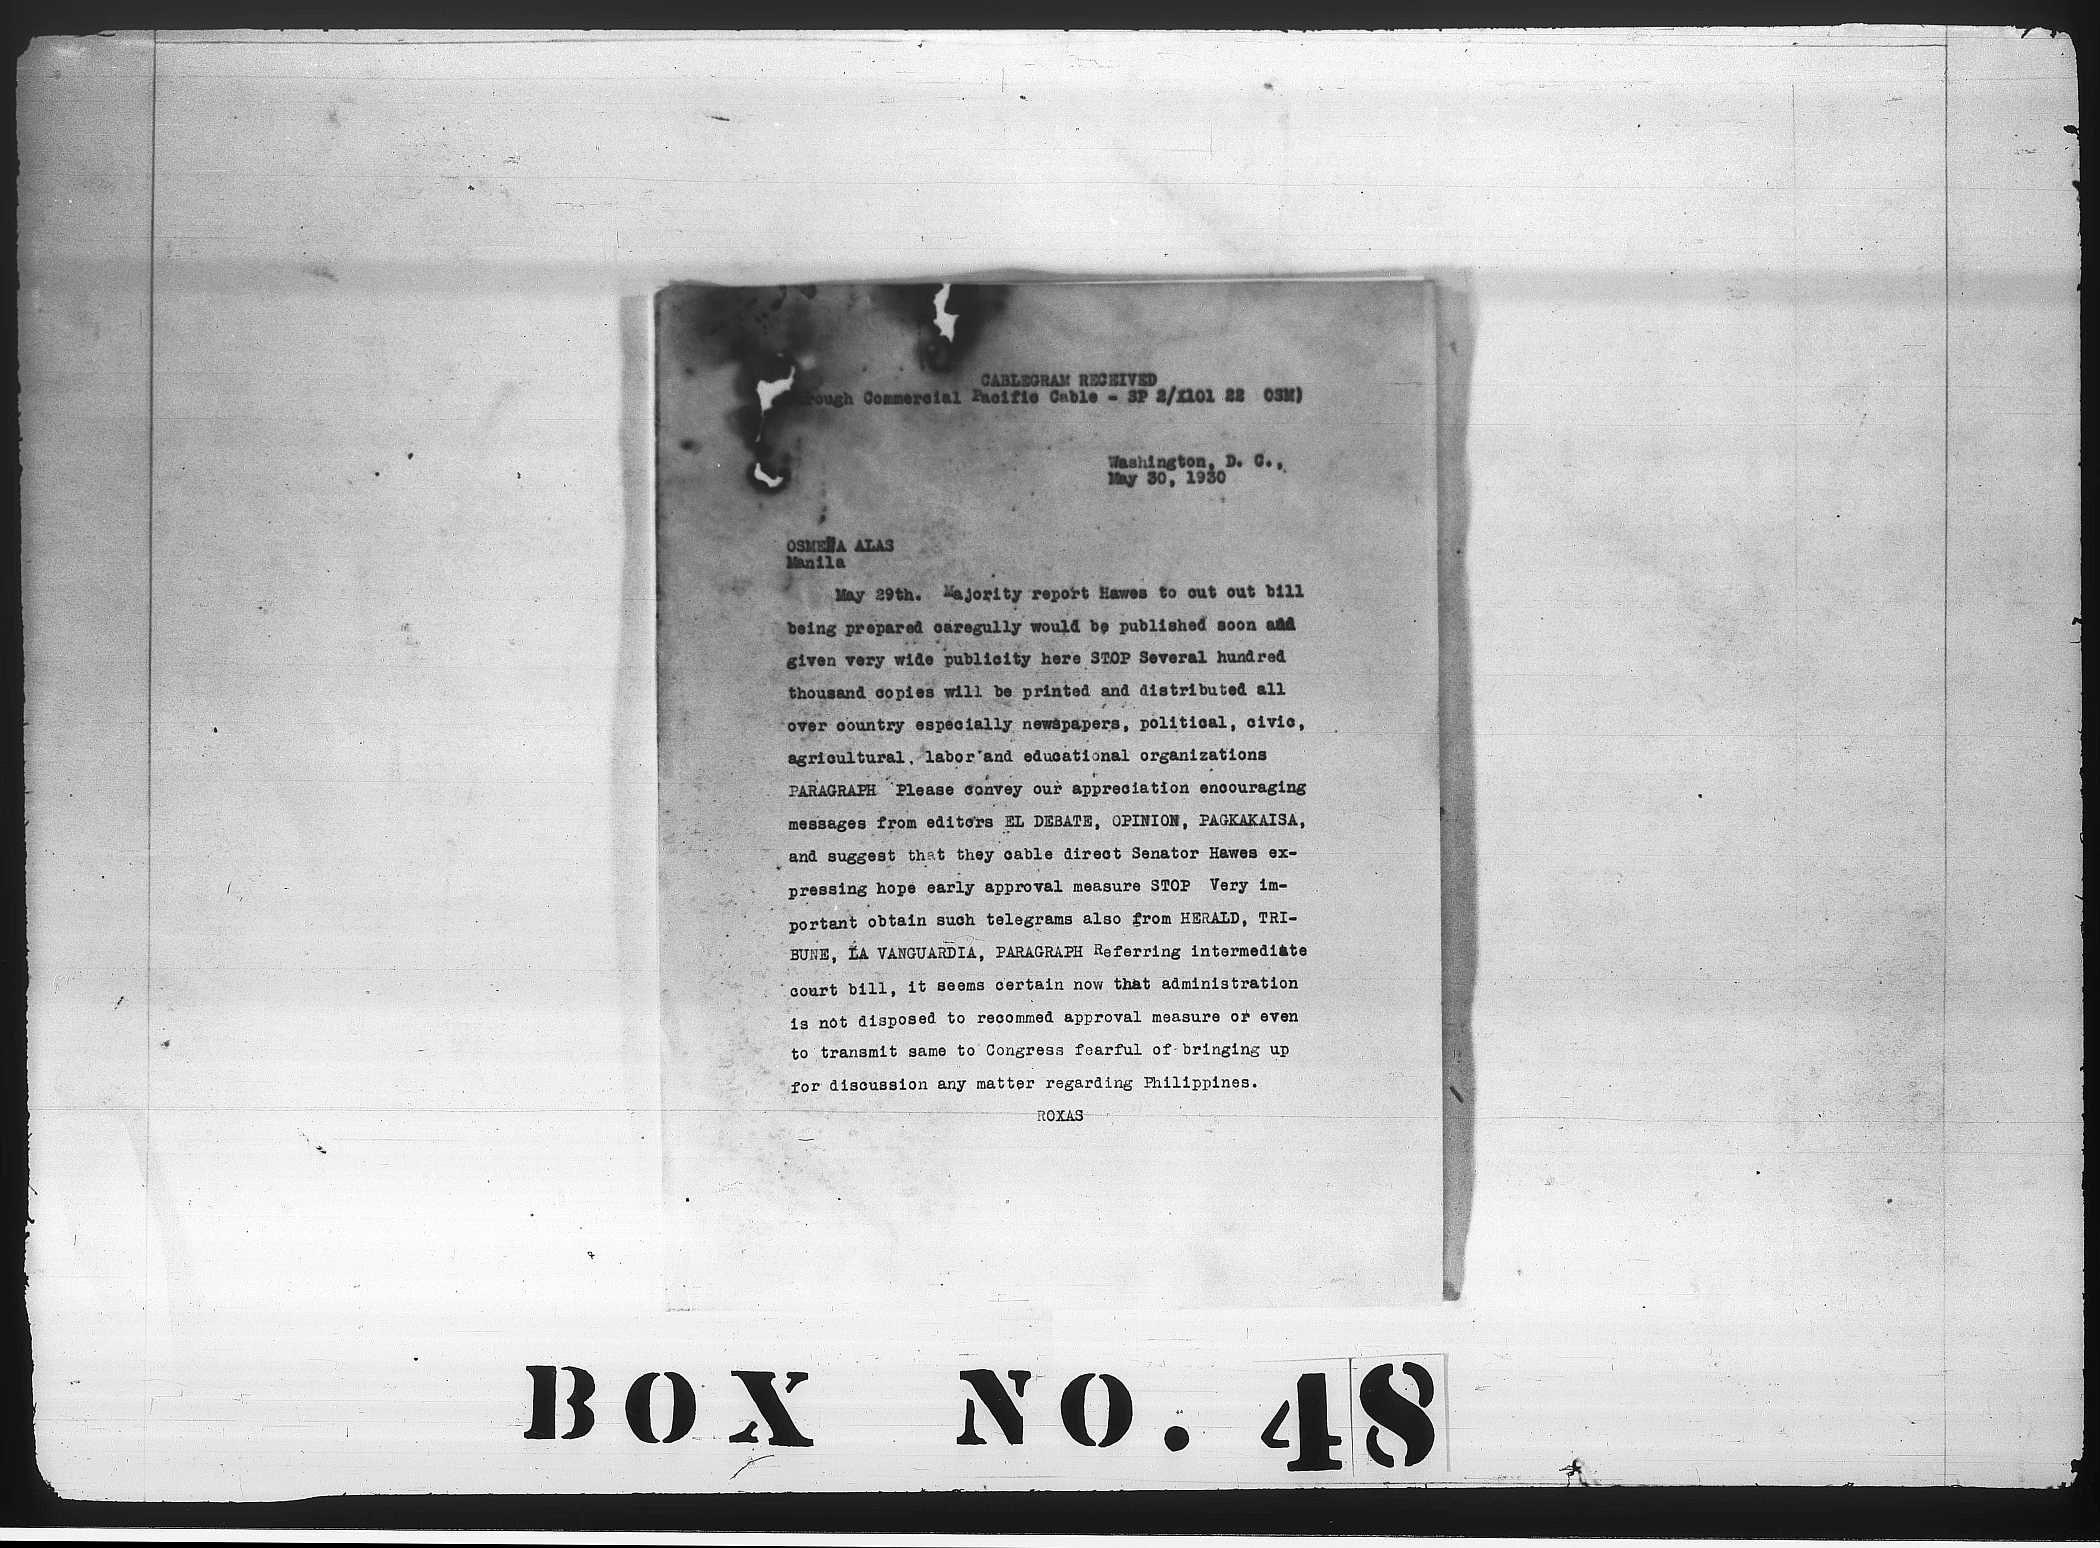 CABLEGRAM RECEIVED
rough Commercial Pacific Cable - SP 2/X101 22 OSM)
Washington, D. C.,
May 30, 1930
OSMEÑA ALAS
Manila
May 29th. Majority report Hawes to cut out bill
being prepared caregully would be published soon and
given very wide publicity here STOP Several hundred
thousand copies will be printed and distributed all
over country especially newspapers, political, civic,
agricultural, labor and educational organizations
PARAGRAPH Please convey our appreciation encouraging
messages from editors EL DEBATE, OPINION, PAGKAKAISA,
and suggest that they cable direct Senator Hawes ex-
pressing hope early approval measure STOP Very im-
portant obtain such telegrams also from HERALD, TRI-
BUNE, LA VANGUARDIA, PARAGRAPH Referring intermediate
court bill, it seems certain now that administration
is not disposed to recommed approval measure or even
to transmit same to Congress fearful of bringing up
for discussion any matter regarding Philippines.
ROXAS
BOX NO. 48